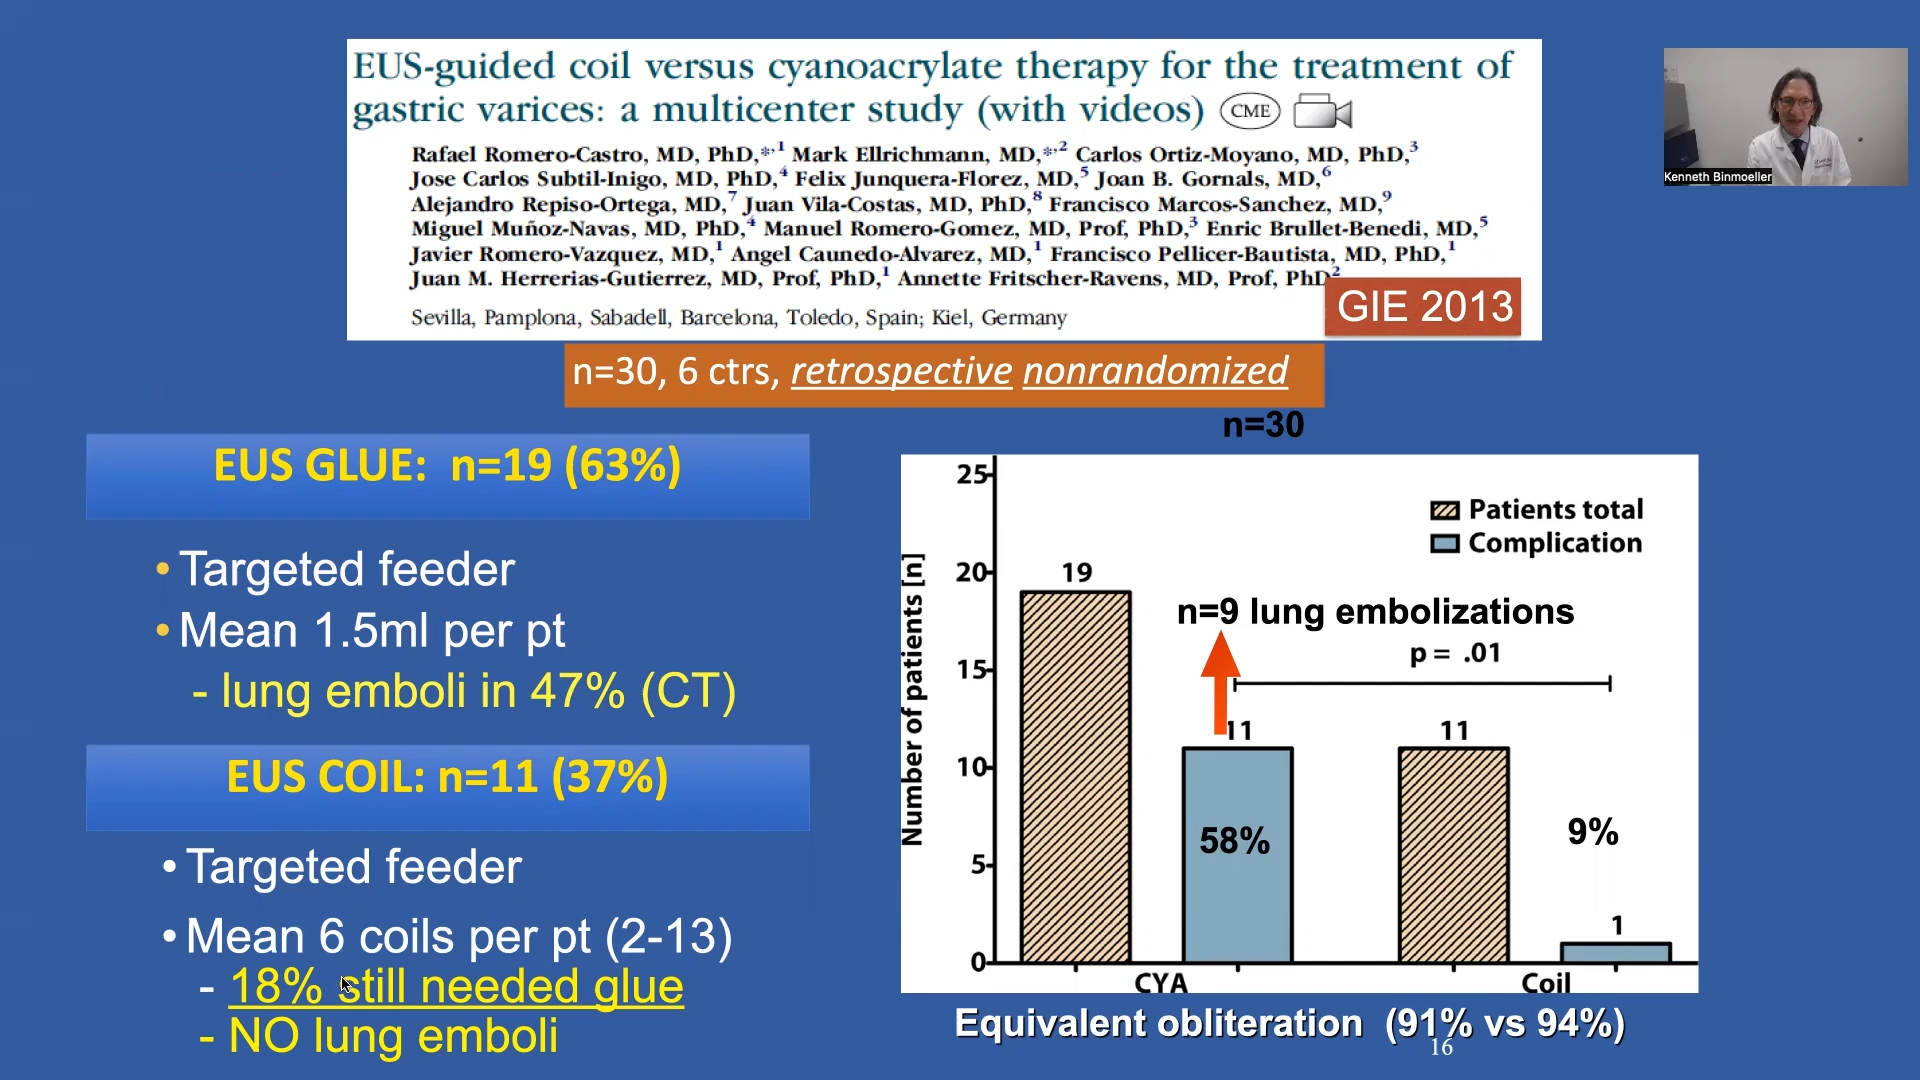 EUS-guided coil versus cyanoacrylate therapy for the treatment of
gastric varices: a multicenter study (with videos) CME
Rafael Romero-Castro, MD, PhD,*,1 Mark Ellrichmann, MD,*,2 Carlos Ortiz-Moyano, MD, PhD,3
Jose Carlos Subtil-Inigo, MD, PhD,4 Felix Junquera-Florez, MD,5 Joan B. Gornals, MD,6
Alejandro Repiso-Ortega, MD,7 Juan Vila-Costas, MD, PhD,8 Francisco Marcos-Sanchez, MD,9
Miguel Muñoz-Navas, MD, PhD,4 Manuel Romero-Gomez, MD, Prof, PhD,3 Enric Brullet-Benedi, MD,5
Javier Romero-Vazquez, MD,1 Angel Caunedo-Alvarez, MD,1 Francisco Pellicer-Bautista, MD, PhD,1
Juan M. Herrerias-Gutierrez, MD, Prof, PhD,1 Annette Fritscher-Ravens, MD, Prof, PhD2
Sevilla, Pamplona, Sabadell, Barcelona, Toledo, Spain; Kiel, Germany
GIE 2013
Kenneth Binmoeller
n=30, 6 ctrs, retrospective nonrandomized
EUS GLUE: n=19 (63%)
• Targeted feeder
• Mean 1.5ml per pt
- lung emboli in 47% (CT)
EUS COIL: n=11 (37%)
• Targeted feeder
• Mean 6 coils per pt (2-13)
- 18% still needed glue
- NO lung emboli
n=30
Number of patients [n]
25
20
15
10
5
0
Patients total
Complication
19
n=9 lung embolizations
p = .01
11
11
58%
9%
1
CYA
Coil
Equivalent obliteration (91% vs 94%)
16